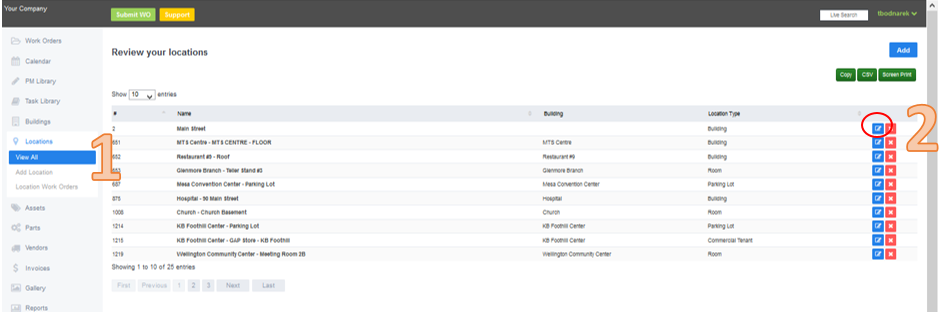 Your Company
Submit WO Support Live Search tbodnarek
Work Orders
Calendar
PM Library
Task Library
Buildings
Locations
View All
Add Location
Location Work Orders
Assets
Parts
Vendors
Invoices
Gallery
Reports
Review your locations Add
Copy CSV Screen Print
Show 10 entries
# Name Building Location Type
2 Main Street Building
651 MTS Centre - MTS CENTRE - FLOOR MTS Centre Building
652 Restaurant #9 - Roof Restaurant #9 Building
Glenmore Branch - Teller Stand #3 Glenmore Branch Room
687 Mesa Convention Center - Parking Lot Mesa Convention Center Parking Lot
875 Hospital - 90 Main Street Hospital Building
1008 Church - Church Basement Church Room
1214 KB Foothill Center - Parking Lot KB Foothill Center Parking Lot
1215 KB Foothill Center - GAP Store - KB Foothill KB Foothill Center Commercial Tenant
1219 Wellington Community Center - Meeting Room 2B Wellington Community Center Room
Showing 1 to 10 of 25 entries
First Previous 1 2 3 Next Last
1
2